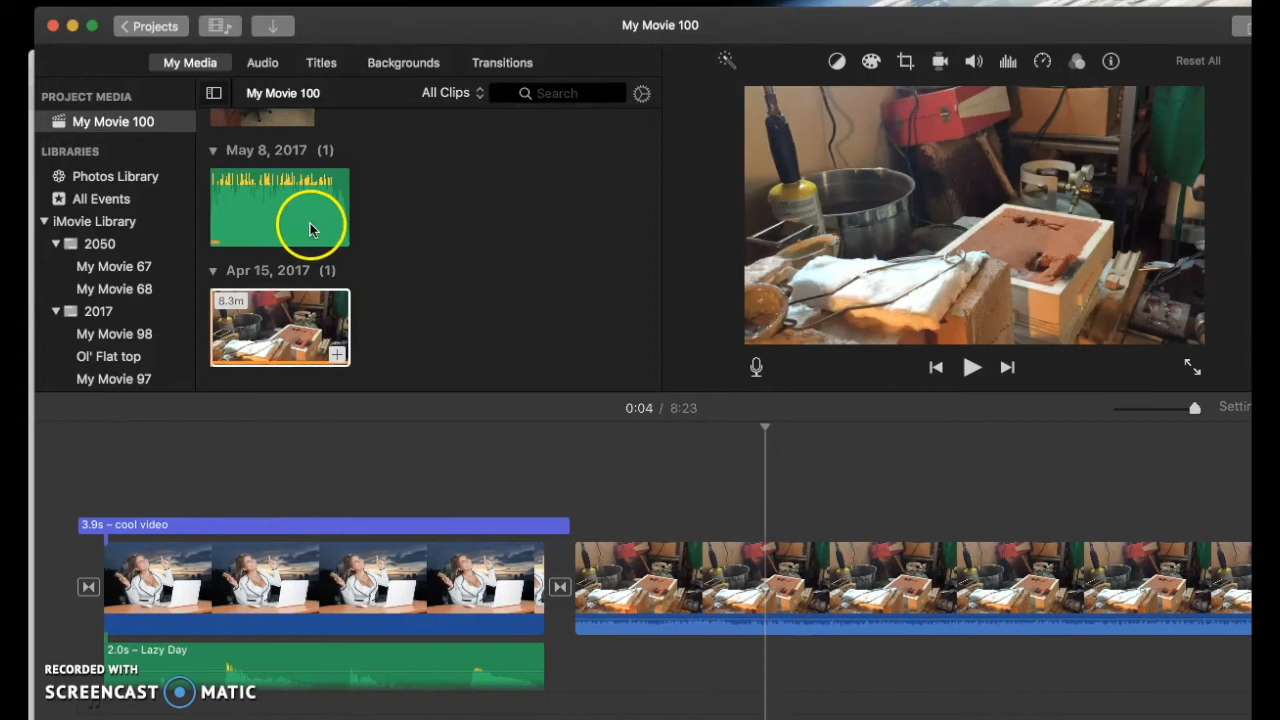 Projects
My Movie 100
My Media
Audio
Titles
Backgrounds
Transitions
Reset All
PROJECT MEDIA
My Movie 100
All Clips
Search
My Movie 100
LIBRARIES
Photos Library
All Events
iMovie Library
2050
My Movie 67
My Movie 68
2017
My Movie 98
Ol' Flat top
My Movie 97
May 8, 2017 (1)
Apr 15, 2017 (1)
8.3m
0:04 / 8:23
3.9s – cool video
2.0s – Lazy Day
RECORDED WITH
SCREENCAST MATIC